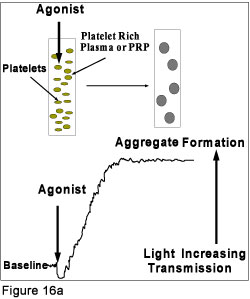 Agonist
Platelet Rich
Plasma or PRP
Platelets
Aggregate Formation
Agonist
Baseline
Light Increasing
Transmission
Figure 16a